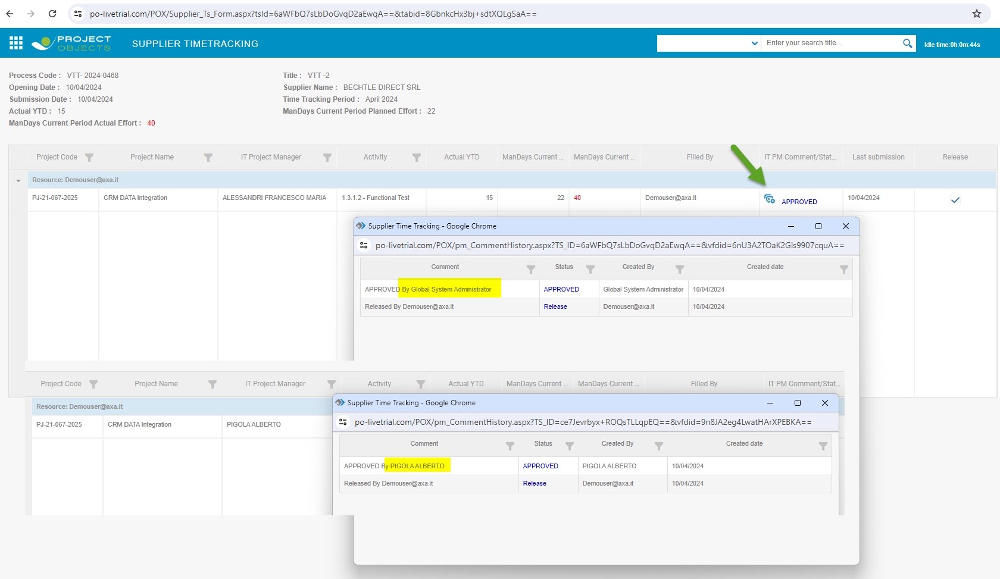 po-livetrial.com/POX/Supplier_Ts_Form.aspx?tsId=6aWFbQ7sLbDoGvqD2aEwqA==&tabid=8GbnkcHx3bj+sdtXQLgSaA==
PROJECT OBJECTS
SUPPLIER TIMETRACKING
Enter your search title...
Idle time:0h:0m:44s
Process Code : VTT- 2024-0468
Title : VTT -2
Opening Date : 10/04/2024
Supplier Name : BECHTLE DIRECT SRL
Submission Date : 10/04/2024
Time Tracking Period : April 2024
Actual YTD : 15
ManDays Current Period Planned Effort : 22
ManDays Current Period Actual Effort : 40
Project Code Project Name IT Project Manager Activity Actual YTD ManDays Current ... ManDays Current ... Filled By IT PM Comment/Stat... Last submission Release
Resource: Demouser@axa.it
PJ-21-067-2025 CRM DATA Integration ALESSANDRI FRANCESCO MARIA 1.3.1.2 - Functional Test 15 22 40 Demouser@axa.it APPROVED 10/04/2024
Supplier Time Tracking - Google Chrome
po-livetrial.com/POX/pm_CommentHistory.aspx?TS_ID=6aWFbQ7sLbDoGvqD2aEwqA==&vfdid=6nU3A2TOaK2GIs9907cquA==
Comment Status Created By Created date
APPROVED By Global System Administrator APPROVED Global System Administrator 10/04/2024
Released By Demouser@axa.it Release Demouser@axa.it 10/04/2024
Project Code Project Name IT Project Manager Activity Actual YTD ManDays Current ... ManDays Current ... Filled By IT PM Comment/Stat...
Resource: Demouser@axa.it
PJ-21-067-2025 CRM DATA Integration PIGOLA ALBERTO
Supplier Time Tracking - Google Chrome
po-livetrial.com/POX/pm_CommentHistory.aspx?TS_ID=ce7Jevrbyx+ROQsTLLqpEQ==&vfdid=9n8JA2eg4LwatHArXPEBKA==
Comment Status Created By Created date
APPROVED By PIGOLA ALBERTO APPROVED PIGOLA ALBERTO 10/04/2024
Released By Demouser@axa.it Release Demouser@axa.it 10/04/2024